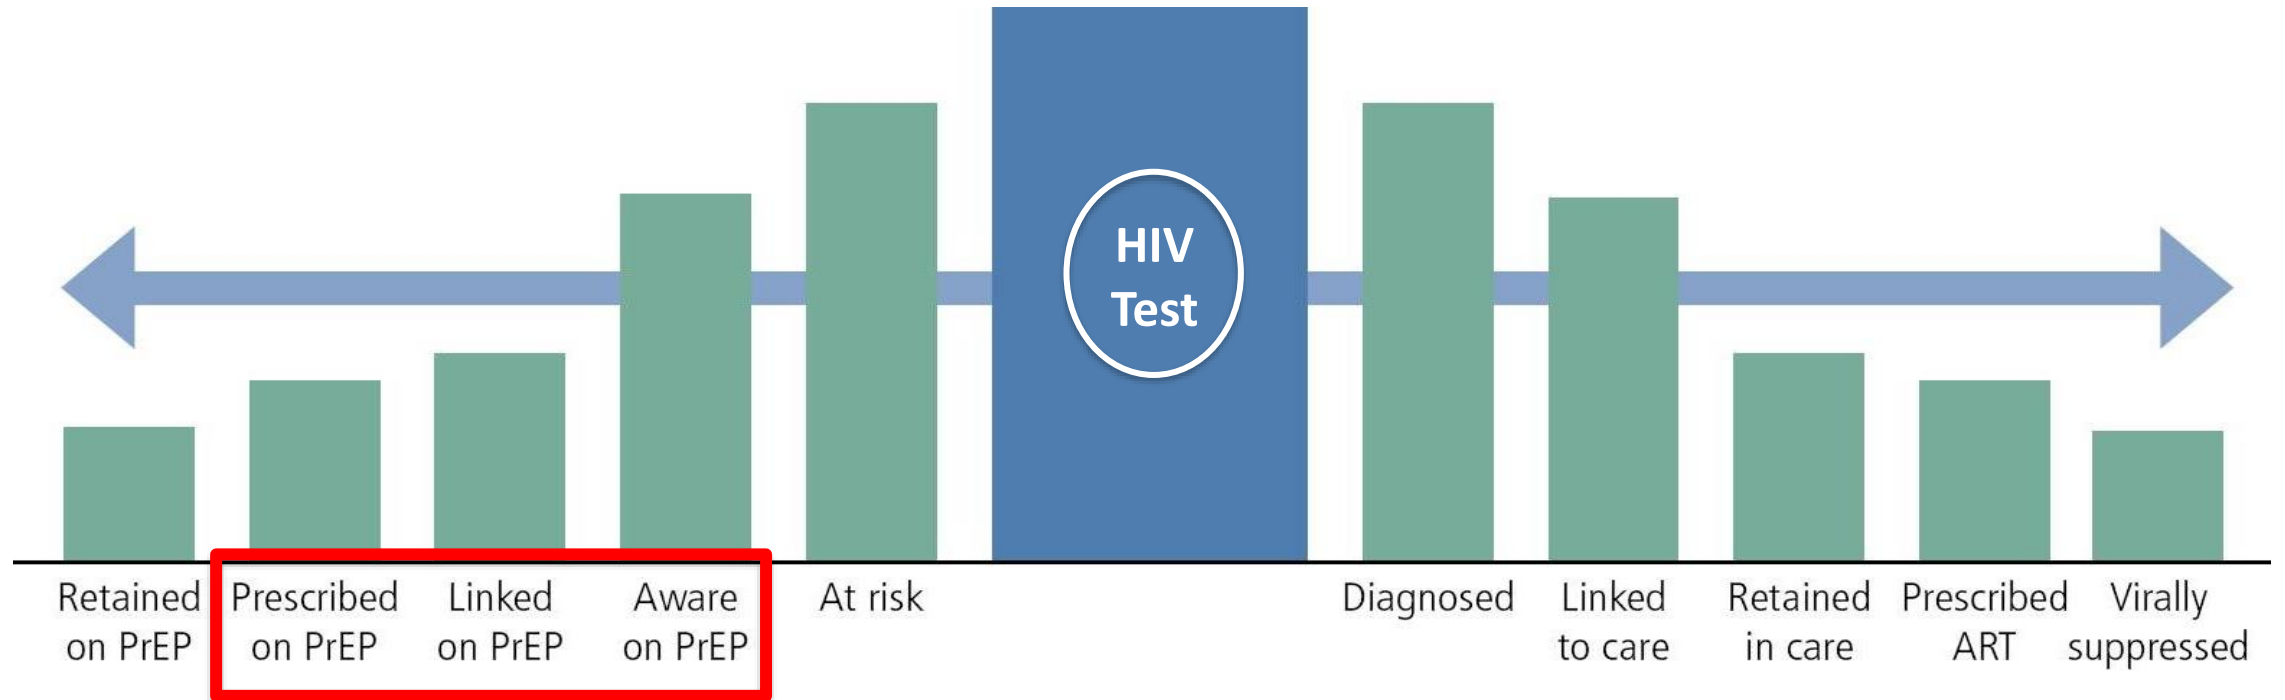 HIV
Test
Retained
on PrEP
Prescribed
on PrEP
Linked
on PrEP
Aware
on PrEP
At risk
Diagnosed
Linked
to care
Retained
in care
Prescribed
ART
Virally
suppressed